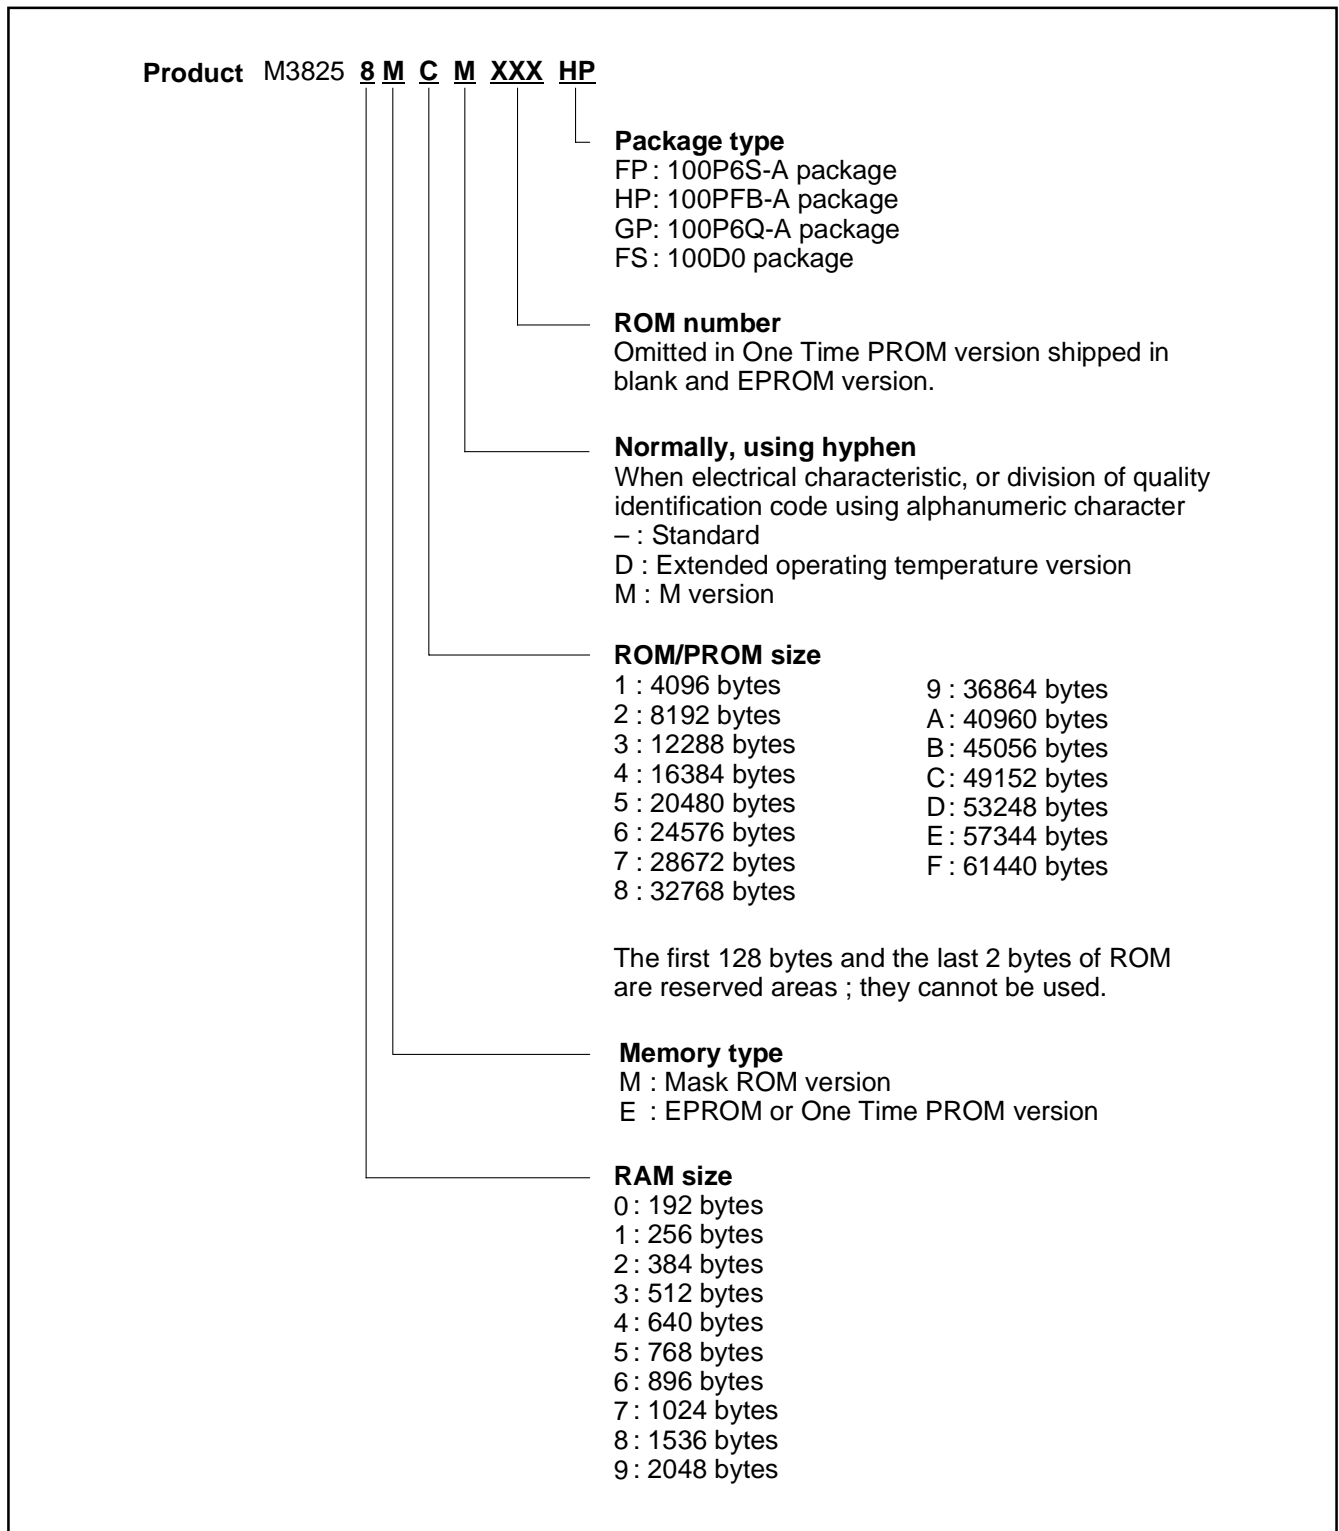 Product M3825 8 M C M XXX HP
Package type
FP : 100P6S-A package
HP: 100PFB-A package
GP: 100P6Q-A package
FS : 100D0 package
ROM number
Omitted in One Time PROM version shipped in
blank and EPROM version.
Normally, using hyphen
When electrical characteristic, or division of quality
identification code using alphanumeric character
– : Standard
D : Extended operating temperature version
M : M version
ROM/PROM size
1 : 4096 bytes
2 : 8192 bytes
3 : 12288 bytes
4 : 16384 bytes
5 : 20480 bytes
6 : 24576 bytes
7 : 28672 bytes
8 : 32768 bytes
9 : 36864 bytes
A : 40960 bytes
B : 45056 bytes
C : 49152 bytes
D : 53248 bytes
E : 57344 bytes
F : 61440 bytes
The first 128 bytes and the last 2 bytes of ROM
are reserved areas ; they cannot be used.
Memory type
M : Mask ROM version
E : EPROM or One Time PROM version
RAM size
0 : 192 bytes
1 : 256 bytes
2 : 384 bytes
3 : 512 bytes
4 : 640 bytes
5 : 768 bytes
6 : 896 bytes
7 : 1024 bytes
8 : 1536 bytes
9 : 2048 bytes